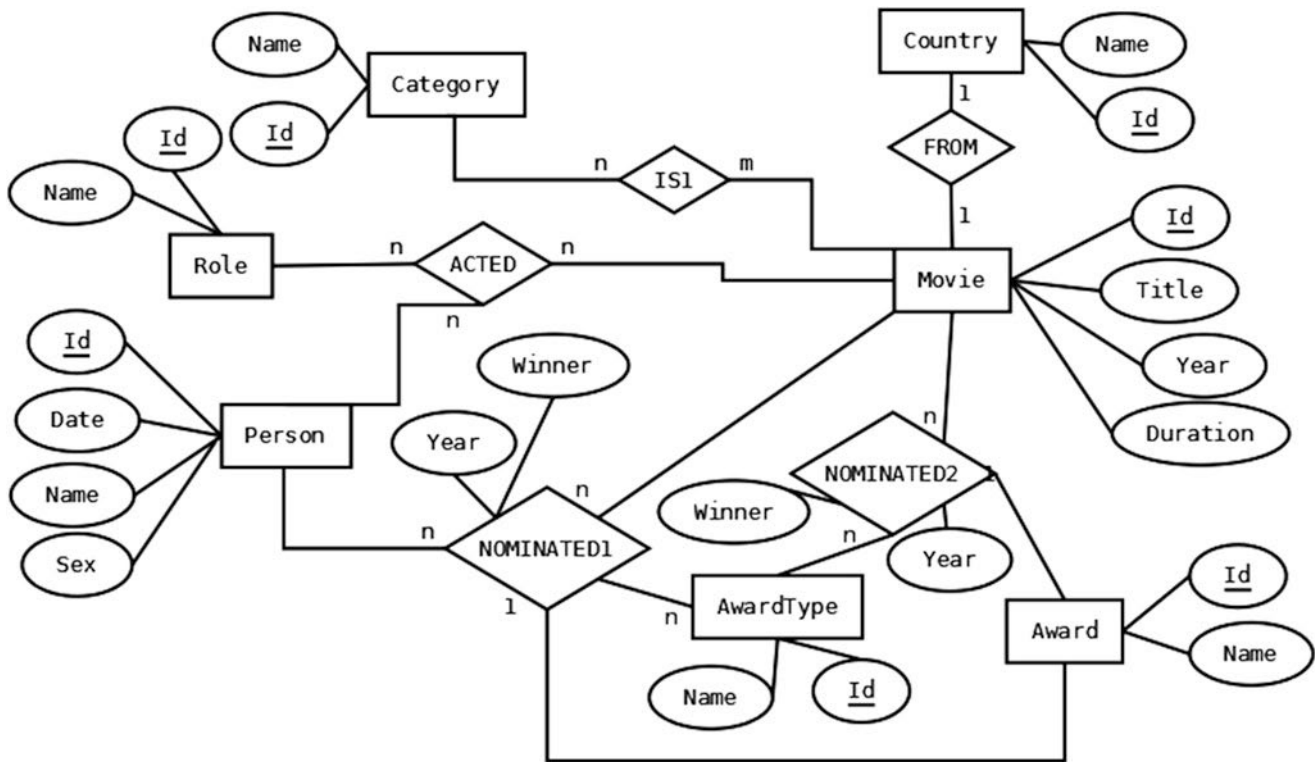 Name
Category
Id
Country
Name
Id
1
FROM
1
n
IS1
m
Id
Name
Role
n
ACTED
n
n
Movie
Id
Title
Year
Duration
Id
Date
Name
Sex
Person
Winner
Year
n
NOMINATED1
n
n
1
n
NOMINATED2
1
Winner
n
Year
AwardType
Name
Id
Award
Id
Name